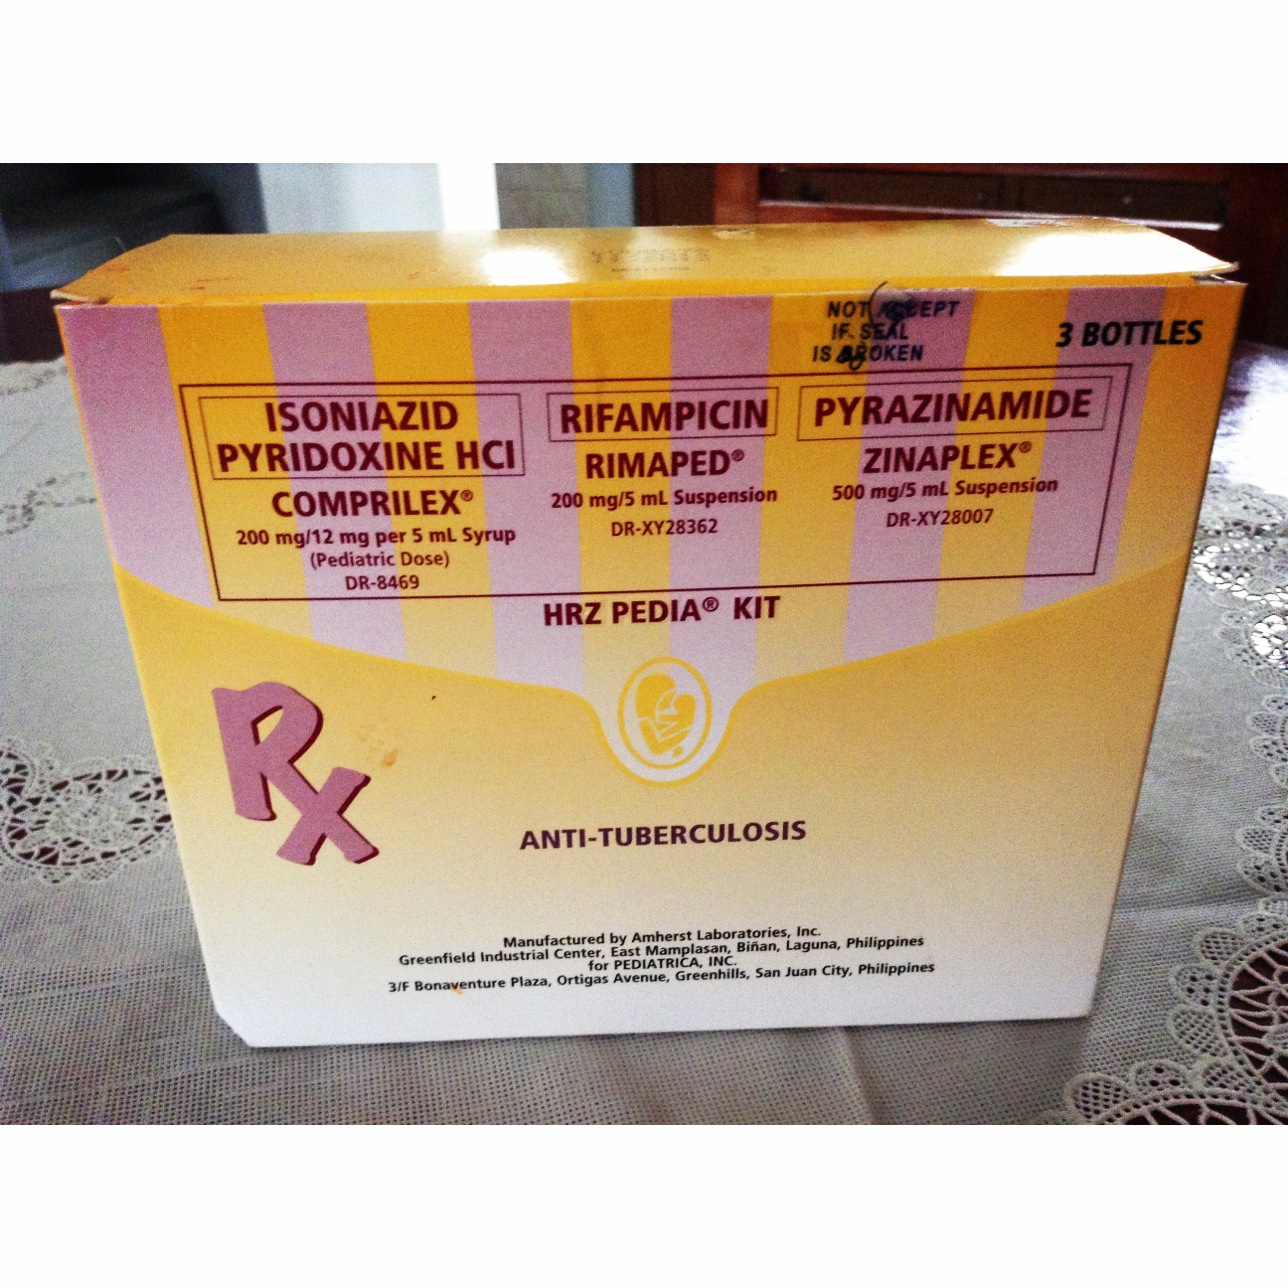 NOT ACCEPT
IF SEAL
IS BROKEN
3 BOTTLES
ISONIAZID
PYRIDOXINE HCl
COMPRILEX®
200 mg/12 mg per 5 mL Syrup
(Pediatric Dose)
DR-8469
RIFAMPICIN
RIMAPED®
200 mg/5 mL Suspension
DR-XY28362
PYRAZINAMIDE
ZINAPLEX®
500 mg/5 mL Suspension
DR-XY28007
HRZ PEDIA® KIT
Rx
ANTI-TUBERCULOSIS
Manufactured by Amherst Laboratories, Inc.
Greenfield Industrial Center, East Mamplasan, Biñan, Laguna, Philippines
for PEDIATRICA, INC.
3/F Bonaventure Plaza, Ortigas Avenue, Greenhills, San Juan City, Philippines